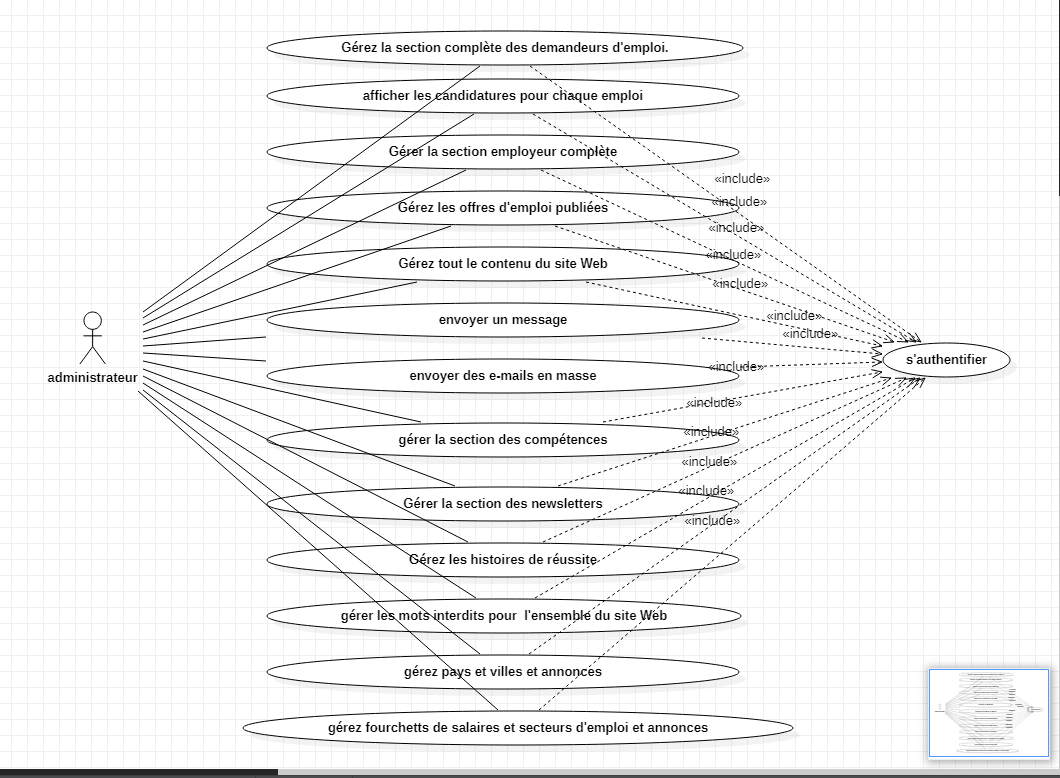 Gérez la section complète des demandeurs d'emploi.
afficher les candidatures pour chaque emploi
Gérer la section employeur complète
«include»
«include»
Gérez les offres d'emploi publiées
«include»
«include»
Gérez tout le contenu du site Web
«include»
«include»
envoyer un message
«include»
s'authentifier
«include»
administrateur
envoyer des e-mails en masse
«include»
«include»
gérer la section des compétences
«include»
«include»
Gérer la section des newsletters
«include»
Gérez les histoires de réussite
gérer les mots interdits pour  l'ensemble du site Web
gérez pays et villes et annonces
gérez fourchetts de salaires et secteurs d'emploi et annonces